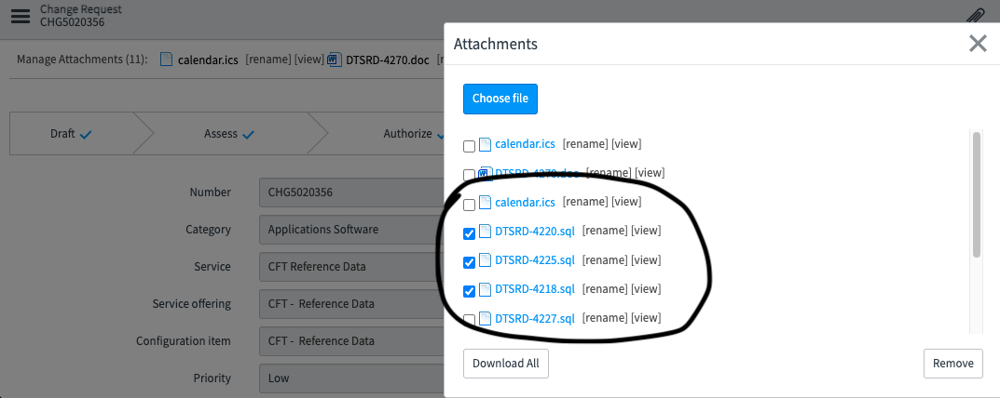 Change Request
CHG5020356
Manage Attachments (11): calendar.ics [rename] [view] DTSRD-4270.doc [r
Draft
Assess
Authorize
Number CHG5020356
Category Applications Software
Service CFT Reference Data
Service offering CFT - Reference Data
Configuration item CFT - Reference Data
Priority Low
Attachments
Choose file
calendar.ics [rename] [view]
DTSRD-4270.doc [rename] [view]
calendar.ics [rename] [view]
DTSRD-4220.sql [rename] [view]
DTSRD-4225.sql [rename] [view]
DTSRD-4218.sql [rename] [view]
DTSRD-4227.sql [rename] [view]
Download All
Remove